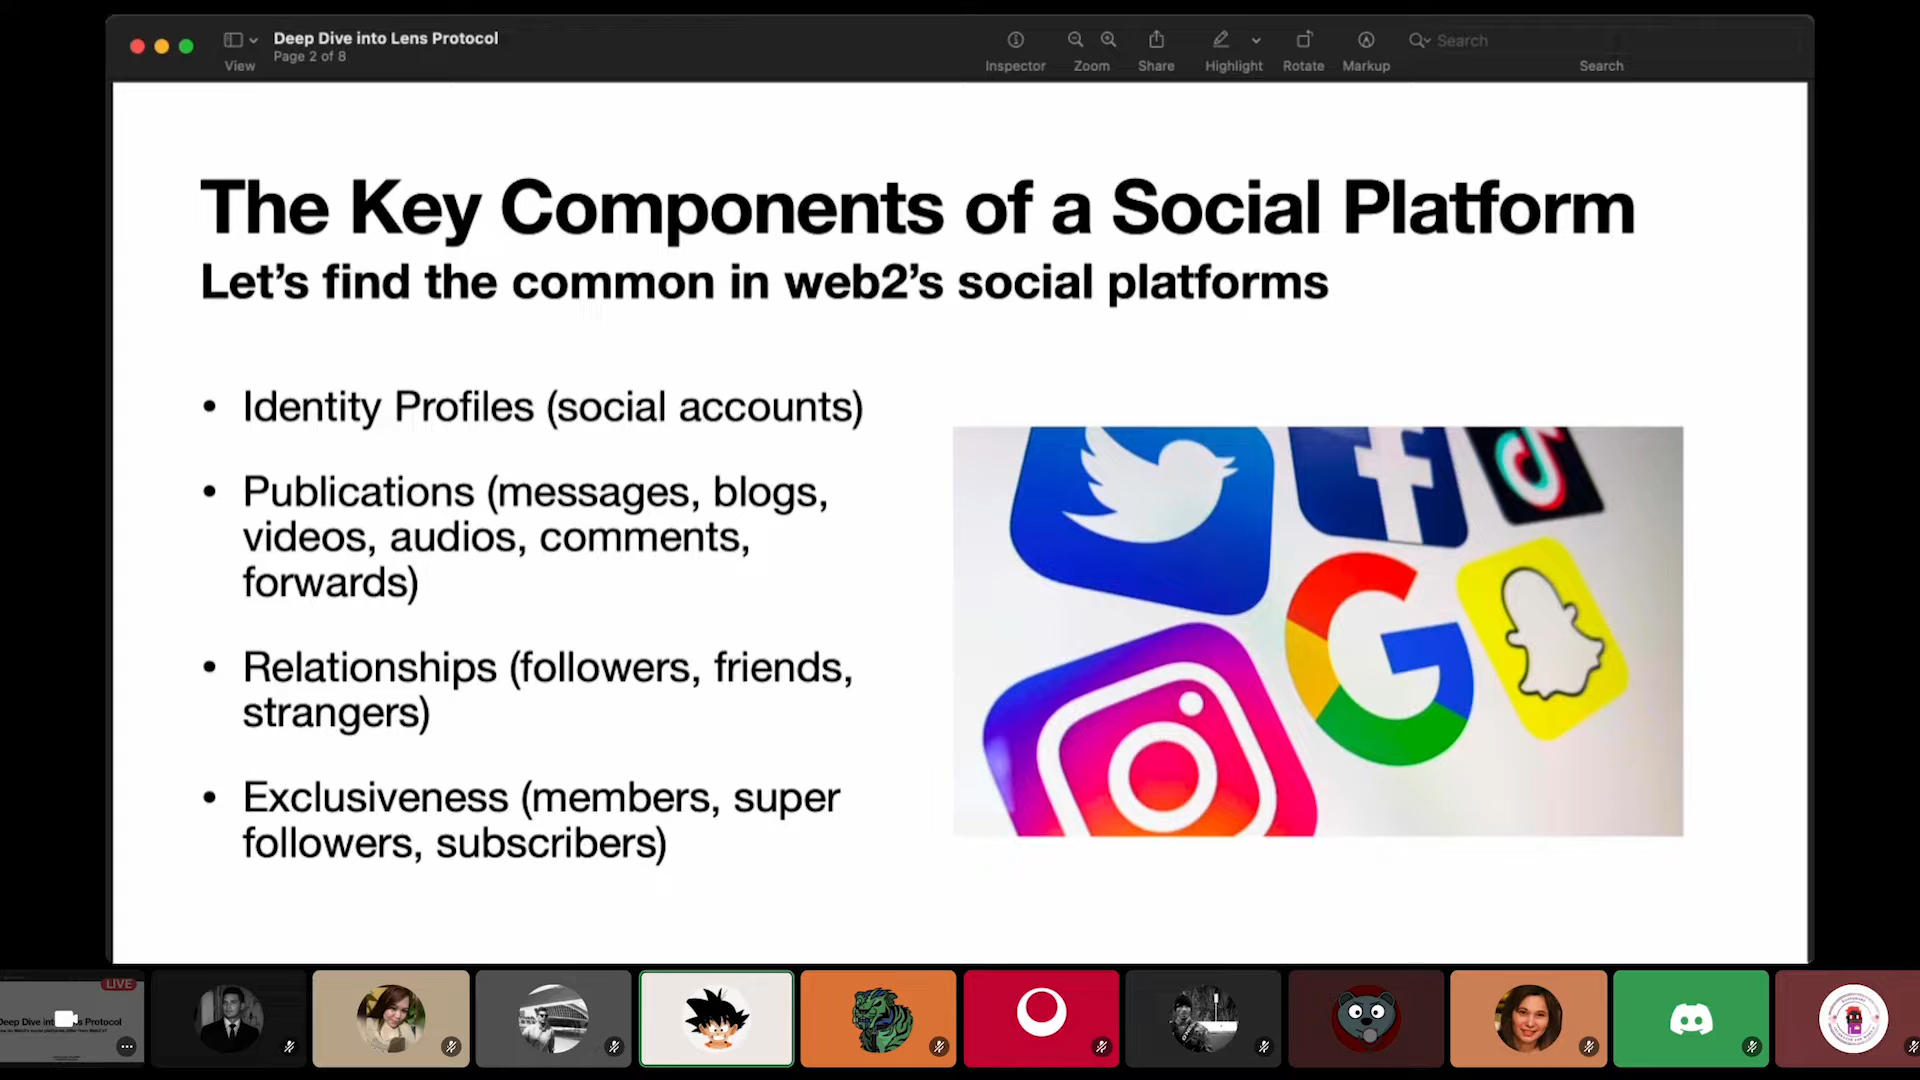 Deep Dive into Lens Protocol
Page 2 of 8
View
Inspector
Zoom
Share
Highlight
Rotate
Markup
Search
Search
The Key Components of a Social Platform
Let’s find the common in web2’s social platforms
• Identity Profiles (social accounts)
• Publications (messages, blogs,
videos, audios, comments,
forwards)
• Relationships (followers, friends,
strangers)
• Exclusiveness (members, super
followers, subscribers)
LIVE
Deep Dive into Lens Protocol